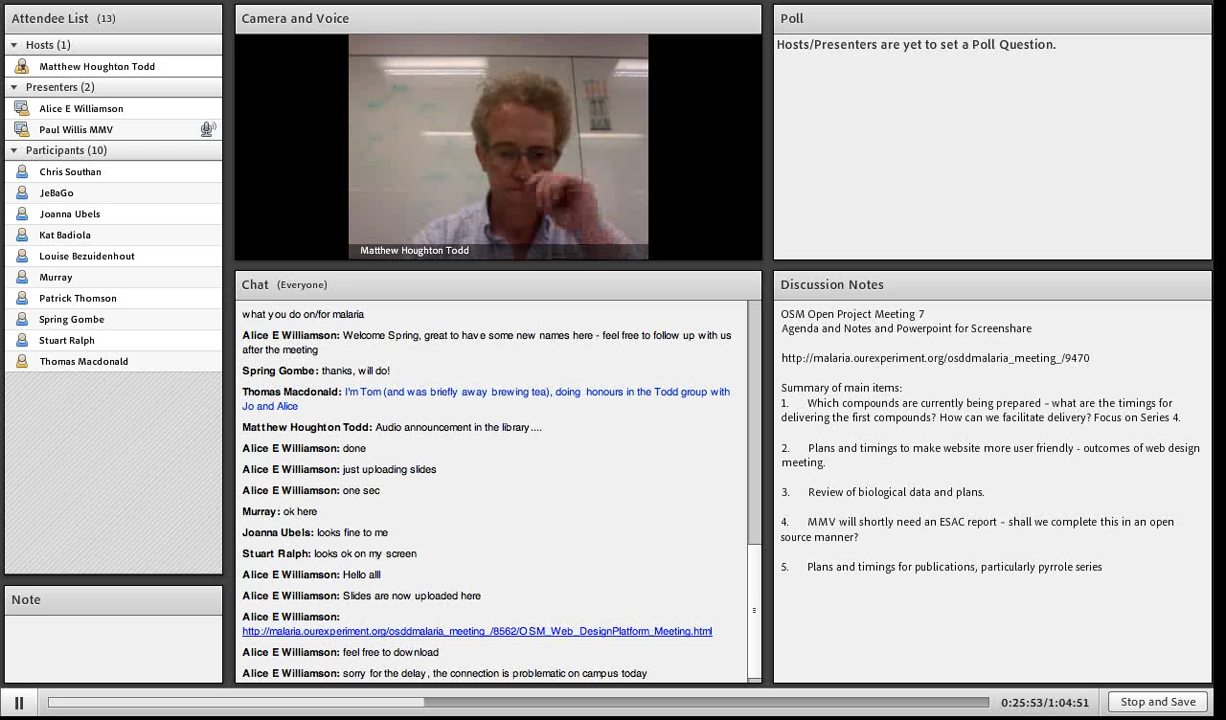 Attendee List (13)
Hosts (1)
Matthew Houghton Todd
Presenters (2)
Alice E Williamson
Paul Willis MMV
Participants (10)
Chris Southan
JeBaGo
Joanna Ubels
Kat Badiola
Louise Bezuidenhout
Murray
Patrick Thomson
Spring Gombe
Stuart Ralph
Thomas Macdonald
Note
Camera and Voice
Matthew Houghton Todd
Chat (Everyone)
what you do on/for malaria
Alice E Williamson: Welcome Spring, great to have some new names here - feel free to follow up with us
after the meeting
Spring Gombe: thanks, will do!
Thomas Macdonald: I'm Tom (and was briefly away brewing tea), doing honours in the Todd group with
Jo and Alice
Matthew Houghton Todd: Audio announcement in the library....
Alice E Williamson: done
Alice E Williamson: just uploading slides
Alice E Williamson: one sec
Murray: ok here
Joanna Ubels: looks fine to me
Stuart Ralph: looks ok on my screen
Alice E Williamson: Hello alll
Alice E Williamson: Slides are now uploaded here
Alice E Williamson:
http://malaria.ourexperiment.org/osddmalaria_meeting_/8562/OSM_Web_DesignPlatform_Meeting.html
Alice E Williamson: feel free to download
Alice E Williamson: sorry for the delay, the connection is problematic on campus today
Poll
Hosts/Presenters are yet to set a Poll Question.
Discussion Notes
OSM Open Project Meeting 7
Agenda and Notes and Powerpoint for Screenshare
http://malaria.ourexperiment.org/osddmalaria_meeting_/9470
Summary of main items:
1. Which compounds are currently being prepared – what are the timings for
delivering the first compounds? How can we facilitate delivery? Focus on Series 4.
2. Plans and timings to make website more user friendly - outcomes of web design
meeting.
3. Review of biological data and plans.
4. MMV will shortly need an ESAC report – shall we complete this in an open
source manner?
5. Plans and timings for publications, particularly pyrrole series
0:25:53/1:04:51
Stop and Save